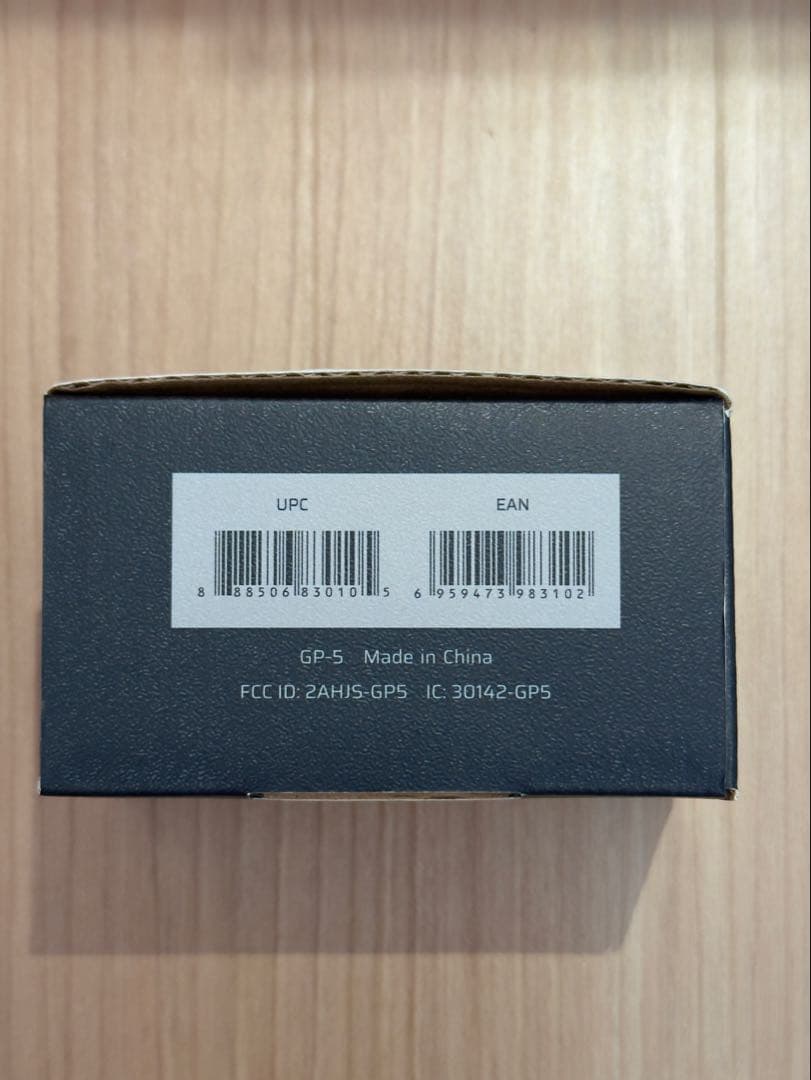 UPC EAN
8 88506 83010 5 6 959473 983102
GP-5 Made in China
FCC ID: 2AHJS-GP5 IC: 30142-GP5